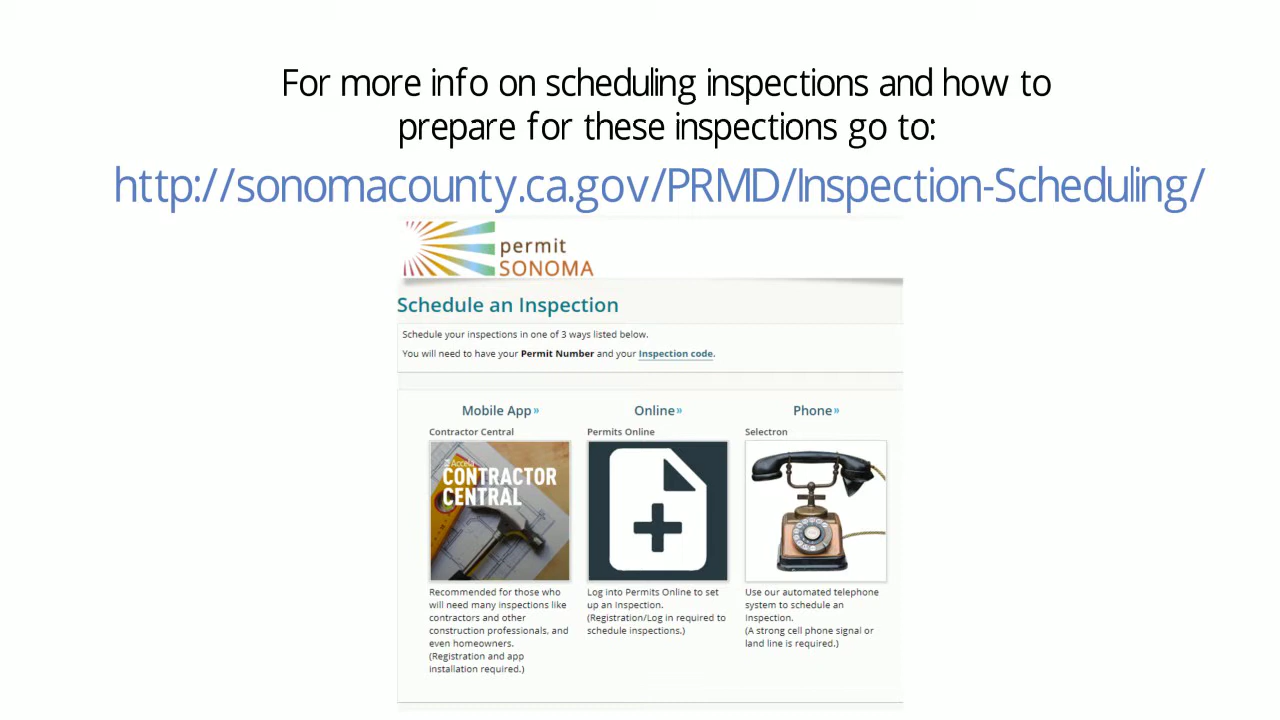 For more info on scheduling inspections and how to
prepare for these inspections go to:
http://sonomacounty.ca.gov/PRMD/Inspection-Scheduling/
permit
SONOMA
Schedule an Inspection
Schedule your inspections in one of 3 ways listed below.
You will need to have your Permit Number and your Inspection code.
Mobile App»
Contractor Central
Accela
CONTRACTOR
CENTRAL
Recommended for those who
will need many inspections like
contractors and other
construction professionals, and
even homeowners.
(Registration and app
installation required.)
Online»
Permits Online
Log into Permits Online to set
up an Inspection.
(Registration/Log in required to
schedule inspections.)
Phone»
Selectron
Use our automated telephone
system to schedule an
Inspection.
(A strong cell phone signal or
land line is required.)